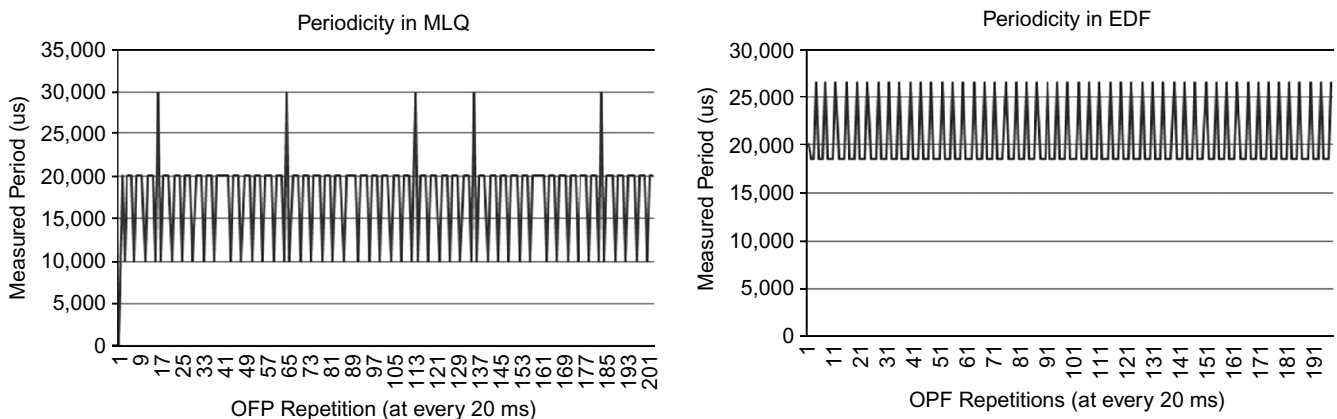 Periodicity in MLQ
Measured Period (us)
35,000
30,000
25,000
20,000
15,000
10,000
5,000
0
1 9 17 25 33 41 49 57 65 73 81 89 97 105 113 121 129 137 145 153 161 169 177 185 193 201
OFP Repetition (at every 20 ms)
Periodicity in EDF
Measured Period (us)
30,000
25,000
20,000
15,000
10,000
5,000
0
1 11 21 31 41 51 61 71 81 91 101 111 121 131 141 151 161 171 181 191
OPF Repetitions (at every 20 ms)